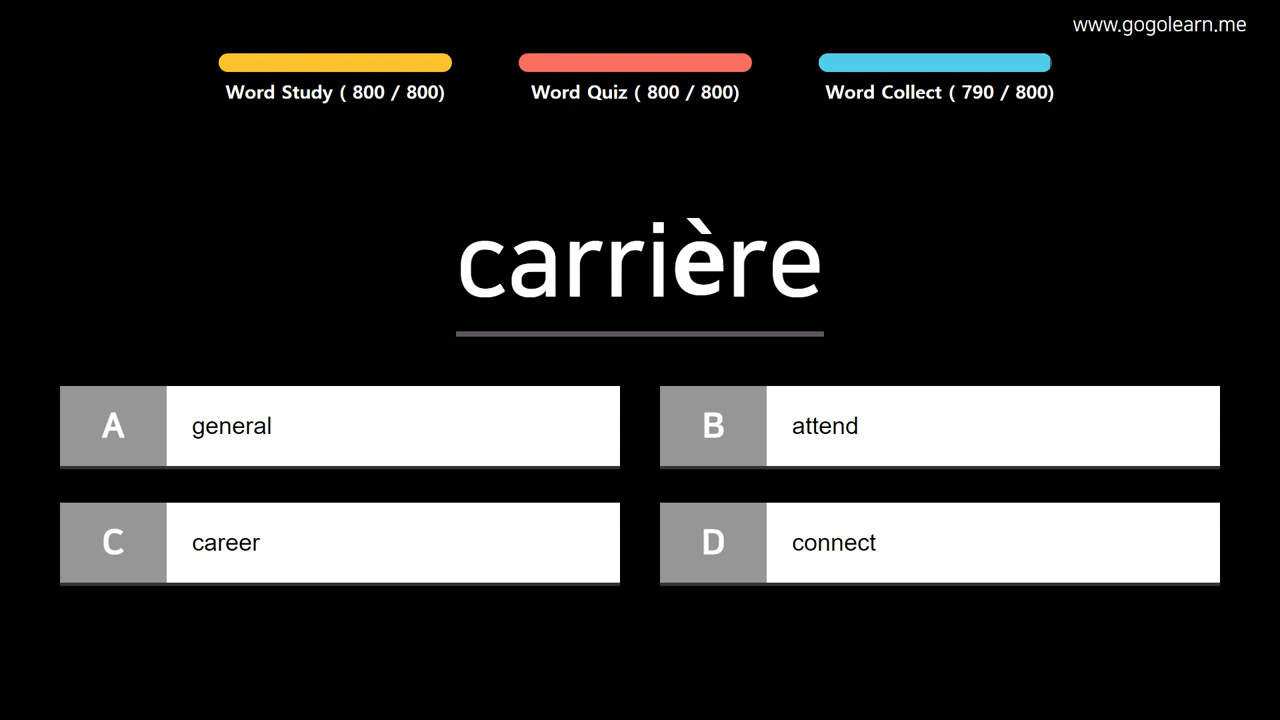 www.gogolearn.me
Word Study ( 800 / 800)
Word Quiz ( 800 / 800)
Word Collect ( 790 / 800)
carrière
A general
B attend
C career
D connect